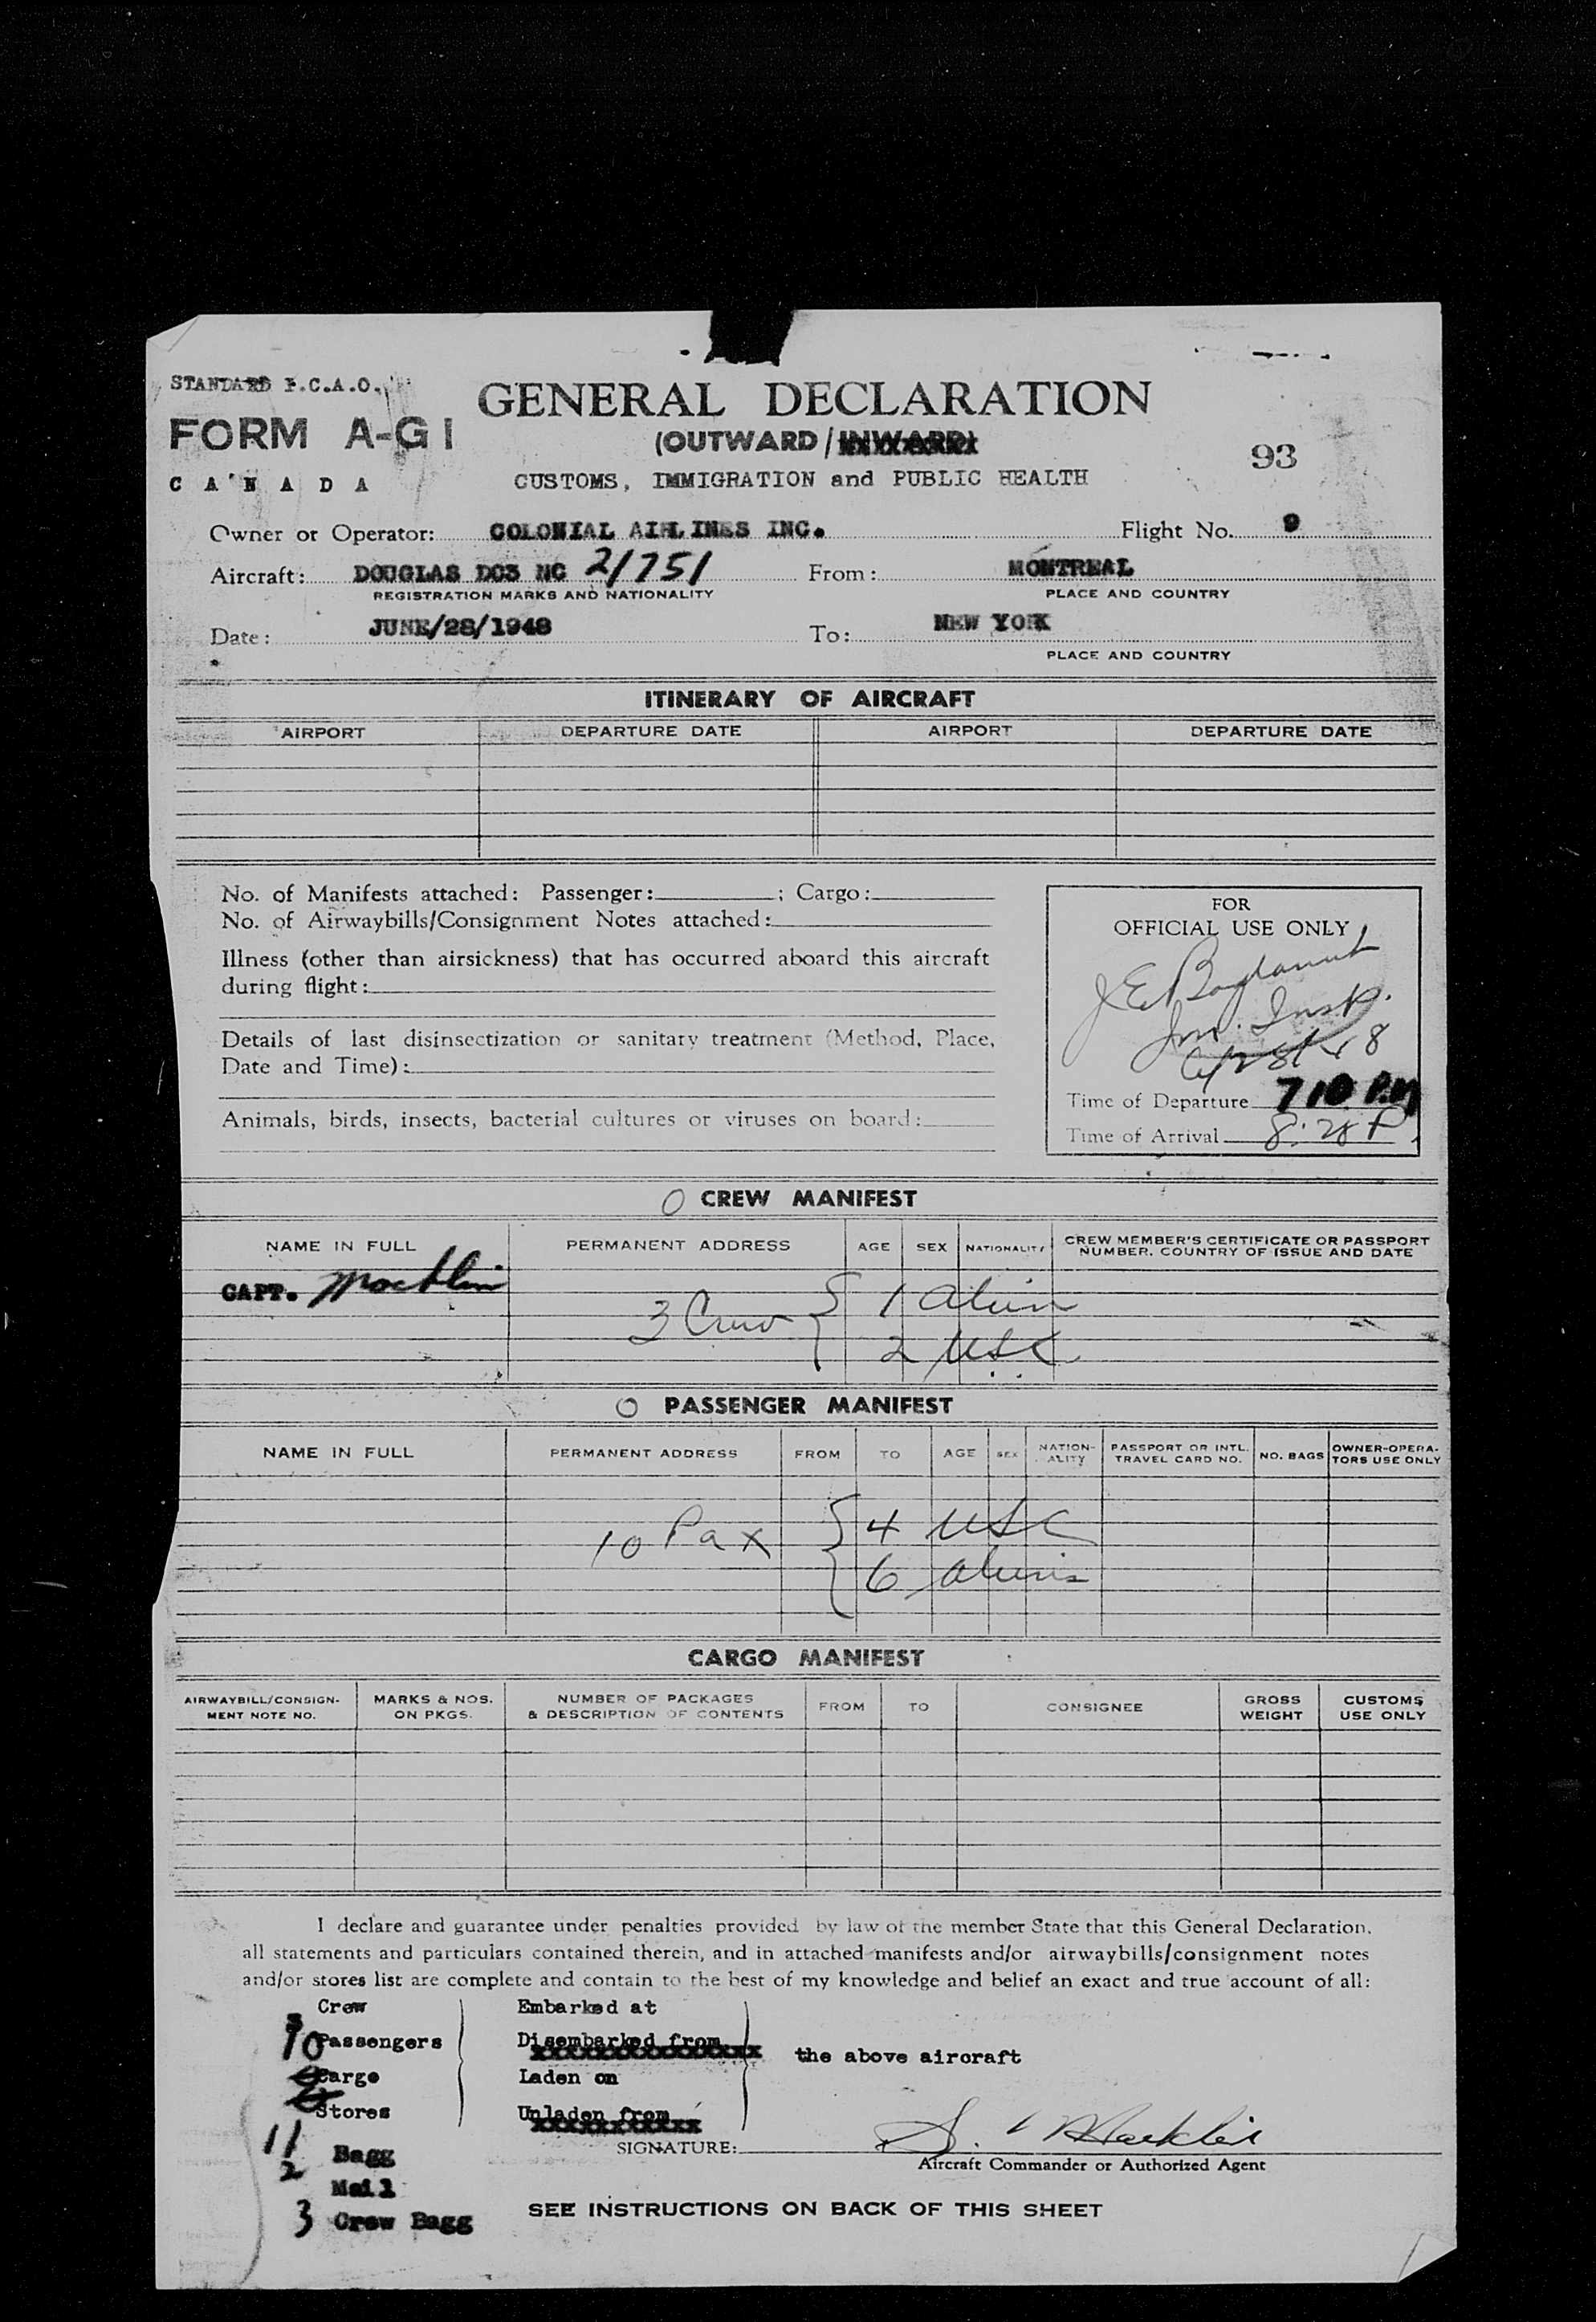 STANDARD I.C.A.O.
FORM A-G1
CANADA
GENERAL DECLARATION
(OUTWARD/INWARD)
CUSTOMS, IMMIGRATION and PUBLIC HEALTH
93
Owner or Operator: COLONIAL AIRLINES INC. Flight No. 9
Aircraft: DOUGLAS DC3 NC 21751 From: MONTREAL
REGISTRATION MARKS AND NATIONALITY PLACE AND COUNTRY
Date: JUNE/28/1948 To: NEW YORK
PLACE AND COUNTRY
ITINERARY OF AIRCRAFT
AIRPORT DEPARTURE DATE AIRPORT DEPARTURE DATE
No. of Manifests attached: Passenger: ; Cargo:
No. of Airwaybills/Consignment Notes attached:
Illness (other than airsickness) that has occurred aboard this aircraft
during flight:
Details of last disinsectization or sanitary treatment (Method, Place,
Date and Time):
Animals, birds, insects, bacterial cultures or viruses on board:
FOR
OFFICIAL USE ONLY
Im. Insp.
Time of Departure 7 10 P.M
Time of Arrival 8:28 P.
CREW MANIFEST
NAME IN FULL PERMANENT ADDRESS AGE SEX NATIONALITY CREW MEMBER'S CERTIFICATE OR PASSPORT NUMBER. COUNTRY OF ISSUE AND DATE
CAPT.
3 Crew { 1 Alien
2 USC
PASSENGER MANIFEST
NAME IN FULL PERMANENT ADDRESS FROM TO AGE SEX NATION-ALITY PASSPORT OR INTL. TRAVEL CARD NO. NO. BAGS OWNER-OPERA-TORS USE ONLY
10 Pax { 4 USC
6 Aliens
CARGO MANIFEST
AIRWAYBILL/CONSIGN-MENT NOTE NO. MARKS & NOS. ON PKGS. NUMBER OF PACKAGES & DESCRIPTION OF CONTENTS FROM TO CONSIGNEE GROSS WEIGHT CUSTOMS USE ONLY
I declare and guarantee under penalties provided by law of the member State that this General Declaration,
all statements and particulars contained therein, and in attached manifests and/or airwaybills/consignment notes
and/or stores list are complete and contain to the best of my knowledge and belief an exact and true account of all:
3 Crew Embarked at
10 Passengers Disembarked from the above aircraft
Cargo Laden on
Stores Unladen from
11 Bagg
2 Mail
3 Crew Bagg
SIGNATURE:
Aircraft Commander or Authorized Agent
SEE INSTRUCTIONS ON BACK OF THIS SHEET